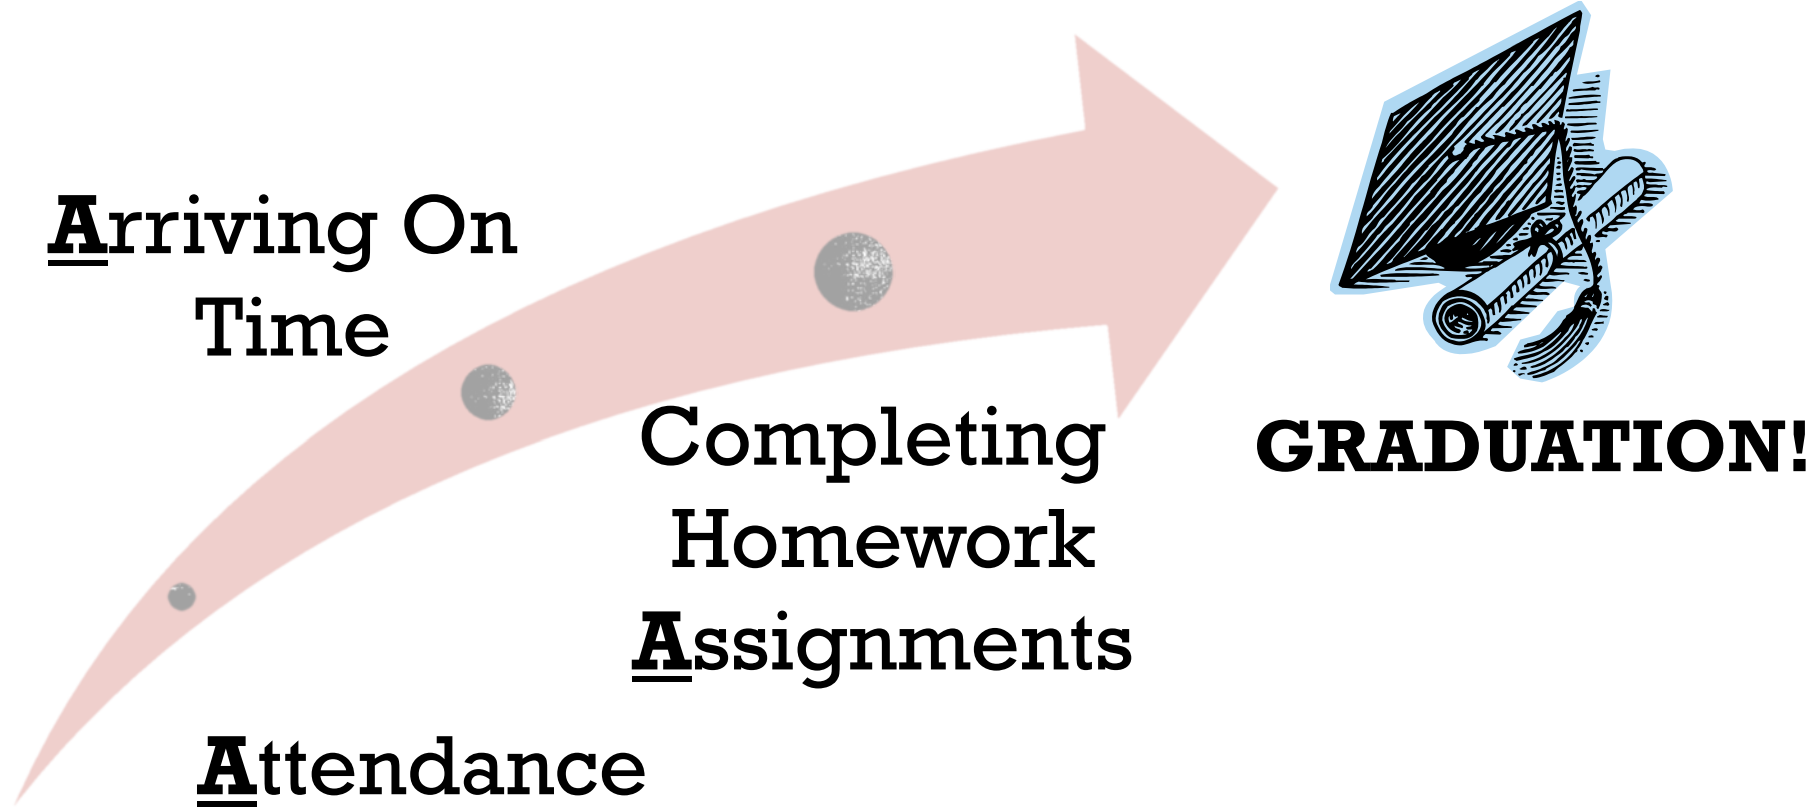 Arriving On
Time
Completing
Homework
Assignments
Attendance
GRADUATION!